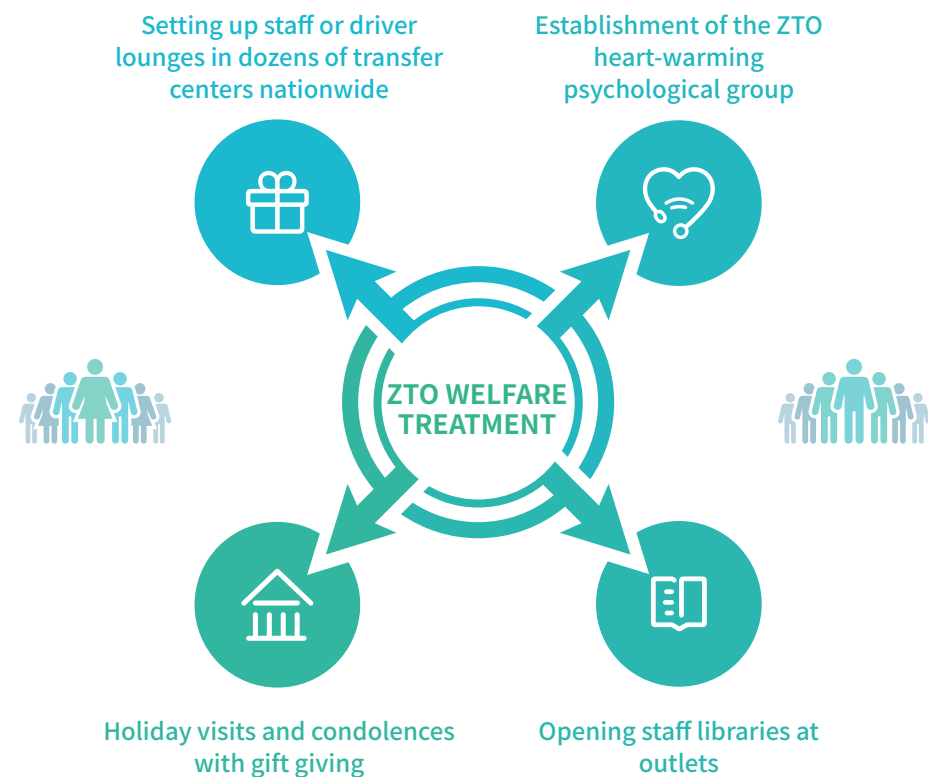 Setting up staff or driver
lounges in dozens of transfer
centers nationwide
Establishment of the ZTO
heart-warming
psychological group
ZTO WELFARE
TREATMENT
Holiday visits and condolences
with gift giving
Opening staff libraries at
outlets